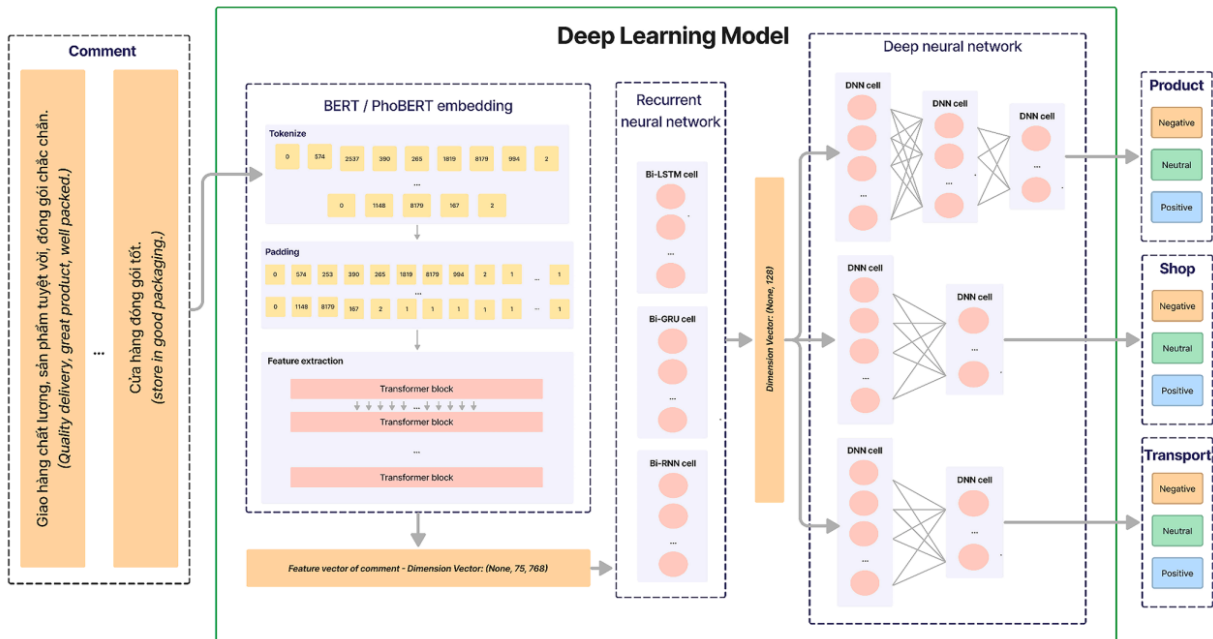 Deep Learning Model
Comment
Giao hàng chất lượng, sản phẩm tuyệt vời, đóng gói chắc chắn.
(Quality delivery, great product, well packed.)
...
Cửa hàng đóng gói tốt.
(store in good packaging.)
BERT / PhoBERT embedding
Tokenize
0 574 2537 390 265 1819 8179 994 2
...
0 1148 8179 167 2
Padding
0 574 253 390 265 1819 8179 994 2 1 ... 1
...
0 1148 8179 167 2 1 1 1 1 1 ... 1
Feature extraction
Transformer block
...
Transformer block
...
Transformer block
Feature vector of comment - Dimension Vector: (None, 75, 768)
Recurrent
neural network
Bi-LSTM cell
...
Bi-GRU cell
...
Bi-RNN cell
...
Dimension Vector: (None, 128)
Deep neural network
DNN cell
...
DNN cell
...
DNN cell
...
DNN cell
...
DNN cell
...
DNN cell
...
DNN cell
...
Product
Negative
Neutral
Positive
Shop
Negative
Neutral
Positive
Transport
Negative
Neutral
Positive